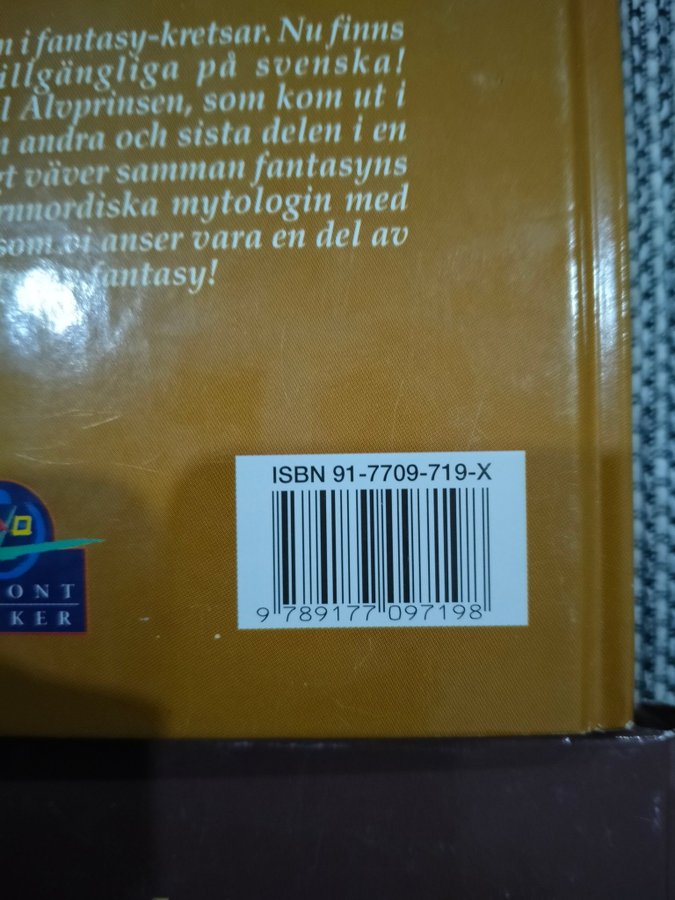 n i fantasy-kretsar. Nu finns
illgängliga på svenska!
l Alvprinsen, som kom ut i
n andra och sista delen i en
gt väver samman fantasyns
rnnordiska mytologin med
som vi anser vara en del av
fantasy!
ISBN 91-7709-719-X
9 789177 097198
ONT
KER